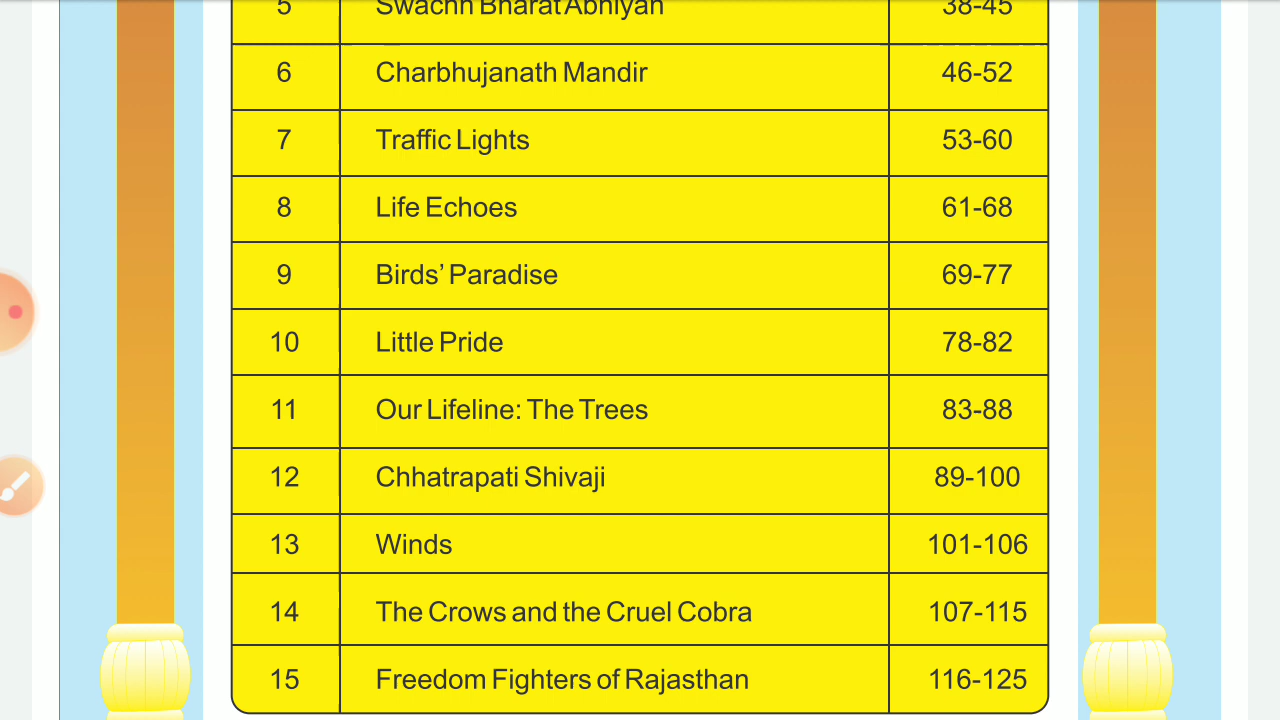 5 Swachh Bharat Abhiyan 38-45
6 Charbhujanath Mandir 46-52
7 Traffic Lights 53-60
8 Life Echoes 61-68
9 Birds’ Paradise 69-77
10 Little Pride 78-82
11 Our Lifeline: The Trees 83-88
12 Chhatrapati Shivaji 89-100
13 Winds 101-106
14 The Crows and the Cruel Cobra 107-115
15 Freedom Fighters of Rajasthan 116-125